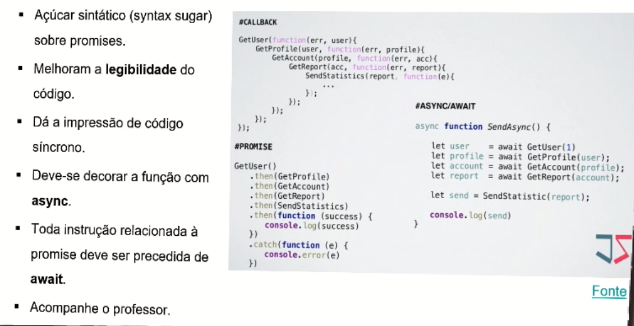 ▪ Açúcar sintático (syntax sugar)
sobre promises.
▪ Melhoram a legibilidade do
código.
▪ Dá a impressão de código
síncrono.
▪ Deve-se decorar a função com
async.
▪ Toda instrução relacionada à
promise deve ser precedida de
await.
▪ Acompanhe o professor.
#CALLBACK
GetUser(function(err, user){
GetProfile(user, function(err, profile){
GetAccount(profile, function(err, acc){
GetReport(acc, function(err, report){
SendStatistics(report, function(e){
...
});
});
});
});
});
#PROMISE
GetUser()
.then(GetProfile)
.then(GetAccount)
.then(GetReport)
.then(SendStatistics)
.then(function (success) {
console.log(success)
})
.catch(function (e) {
console.error(e)
})
#ASYNC/AWAIT
async function SendAsync() {
let user = await GetUser(1)
let profile = await GetProfile(user);
let account = await GetAccount(profile);
let report = await GetReport(account);
let send = SendStatistic(report);
console.log(send)
}
JS
Fonte